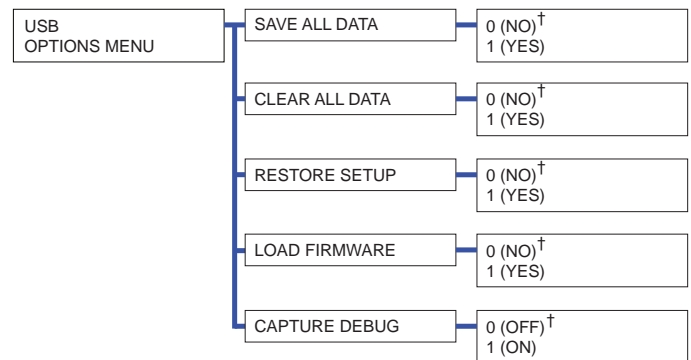 USB
OPTIONS MENU
SAVE ALL DATA
0 (NO)†
1 (YES)
CLEAR ALL DATA
0 (NO)†
1 (YES)
RESTORE SETUP
0 (NO)†
1 (YES)
LOAD FIRMWARE
0 (NO)†
1 (YES)
CAPTURE DEBUG
0 (OFF)†
1 (ON)